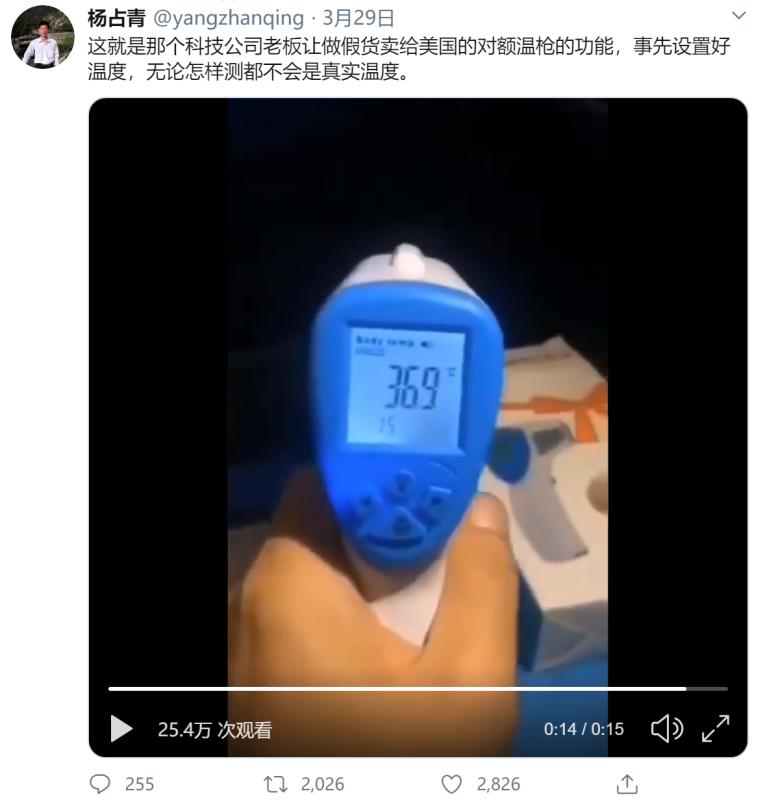 杨占青 @yangzhanqing · 3月29日
这就是那个科技公司老板让做假货卖给美国的对额温枪的功能，事先设置好
温度，无论怎样测都不会是真实温度。
Body temp
36.9 ℃
15
25.4万 次观看
0:14 / 0:15
255
2,026
2,826